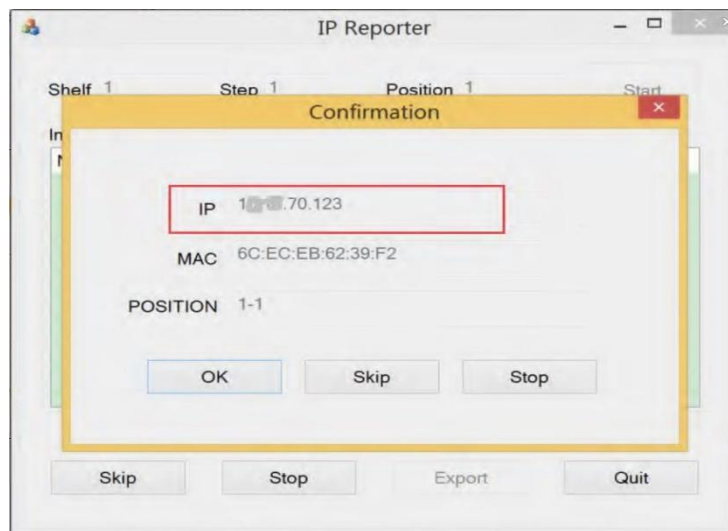 IP Reporter
Shelf 1 Step 1 Position 1 Start
Confirmation
IP .70.123
MAC 6C:EC:EB:62:39:F2
POSITION 1-1
OK Skip Stop
Skip Stop Export Quit